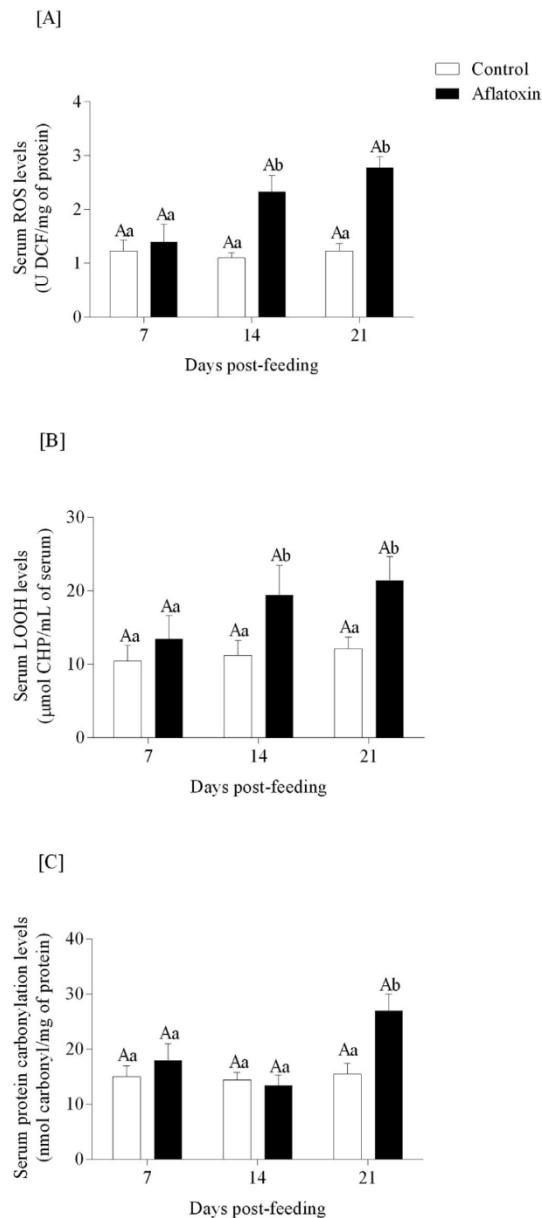 [A]
Control
Aflatoxin
Serum ROS levels
(U DCF/mg of protein)
4
3
2
1
0
Aa
Aa
Aa
Ab
Aa
Ab
7
14
21
Days post-feeding
[B]
Serum LOOH levels
(μmol CHP/mL of serum)
30
20
10
0
Aa
Aa
Aa
Ab
Aa
Ab
7
14
21
Days post-feeding
[C]
Serum protein carbonylation levels
(nmol carbonyl/mg of protein)
40
30
20
10
0
Aa
Aa
Aa
Aa
Aa
Ab
7
14
21
Days post-feeding